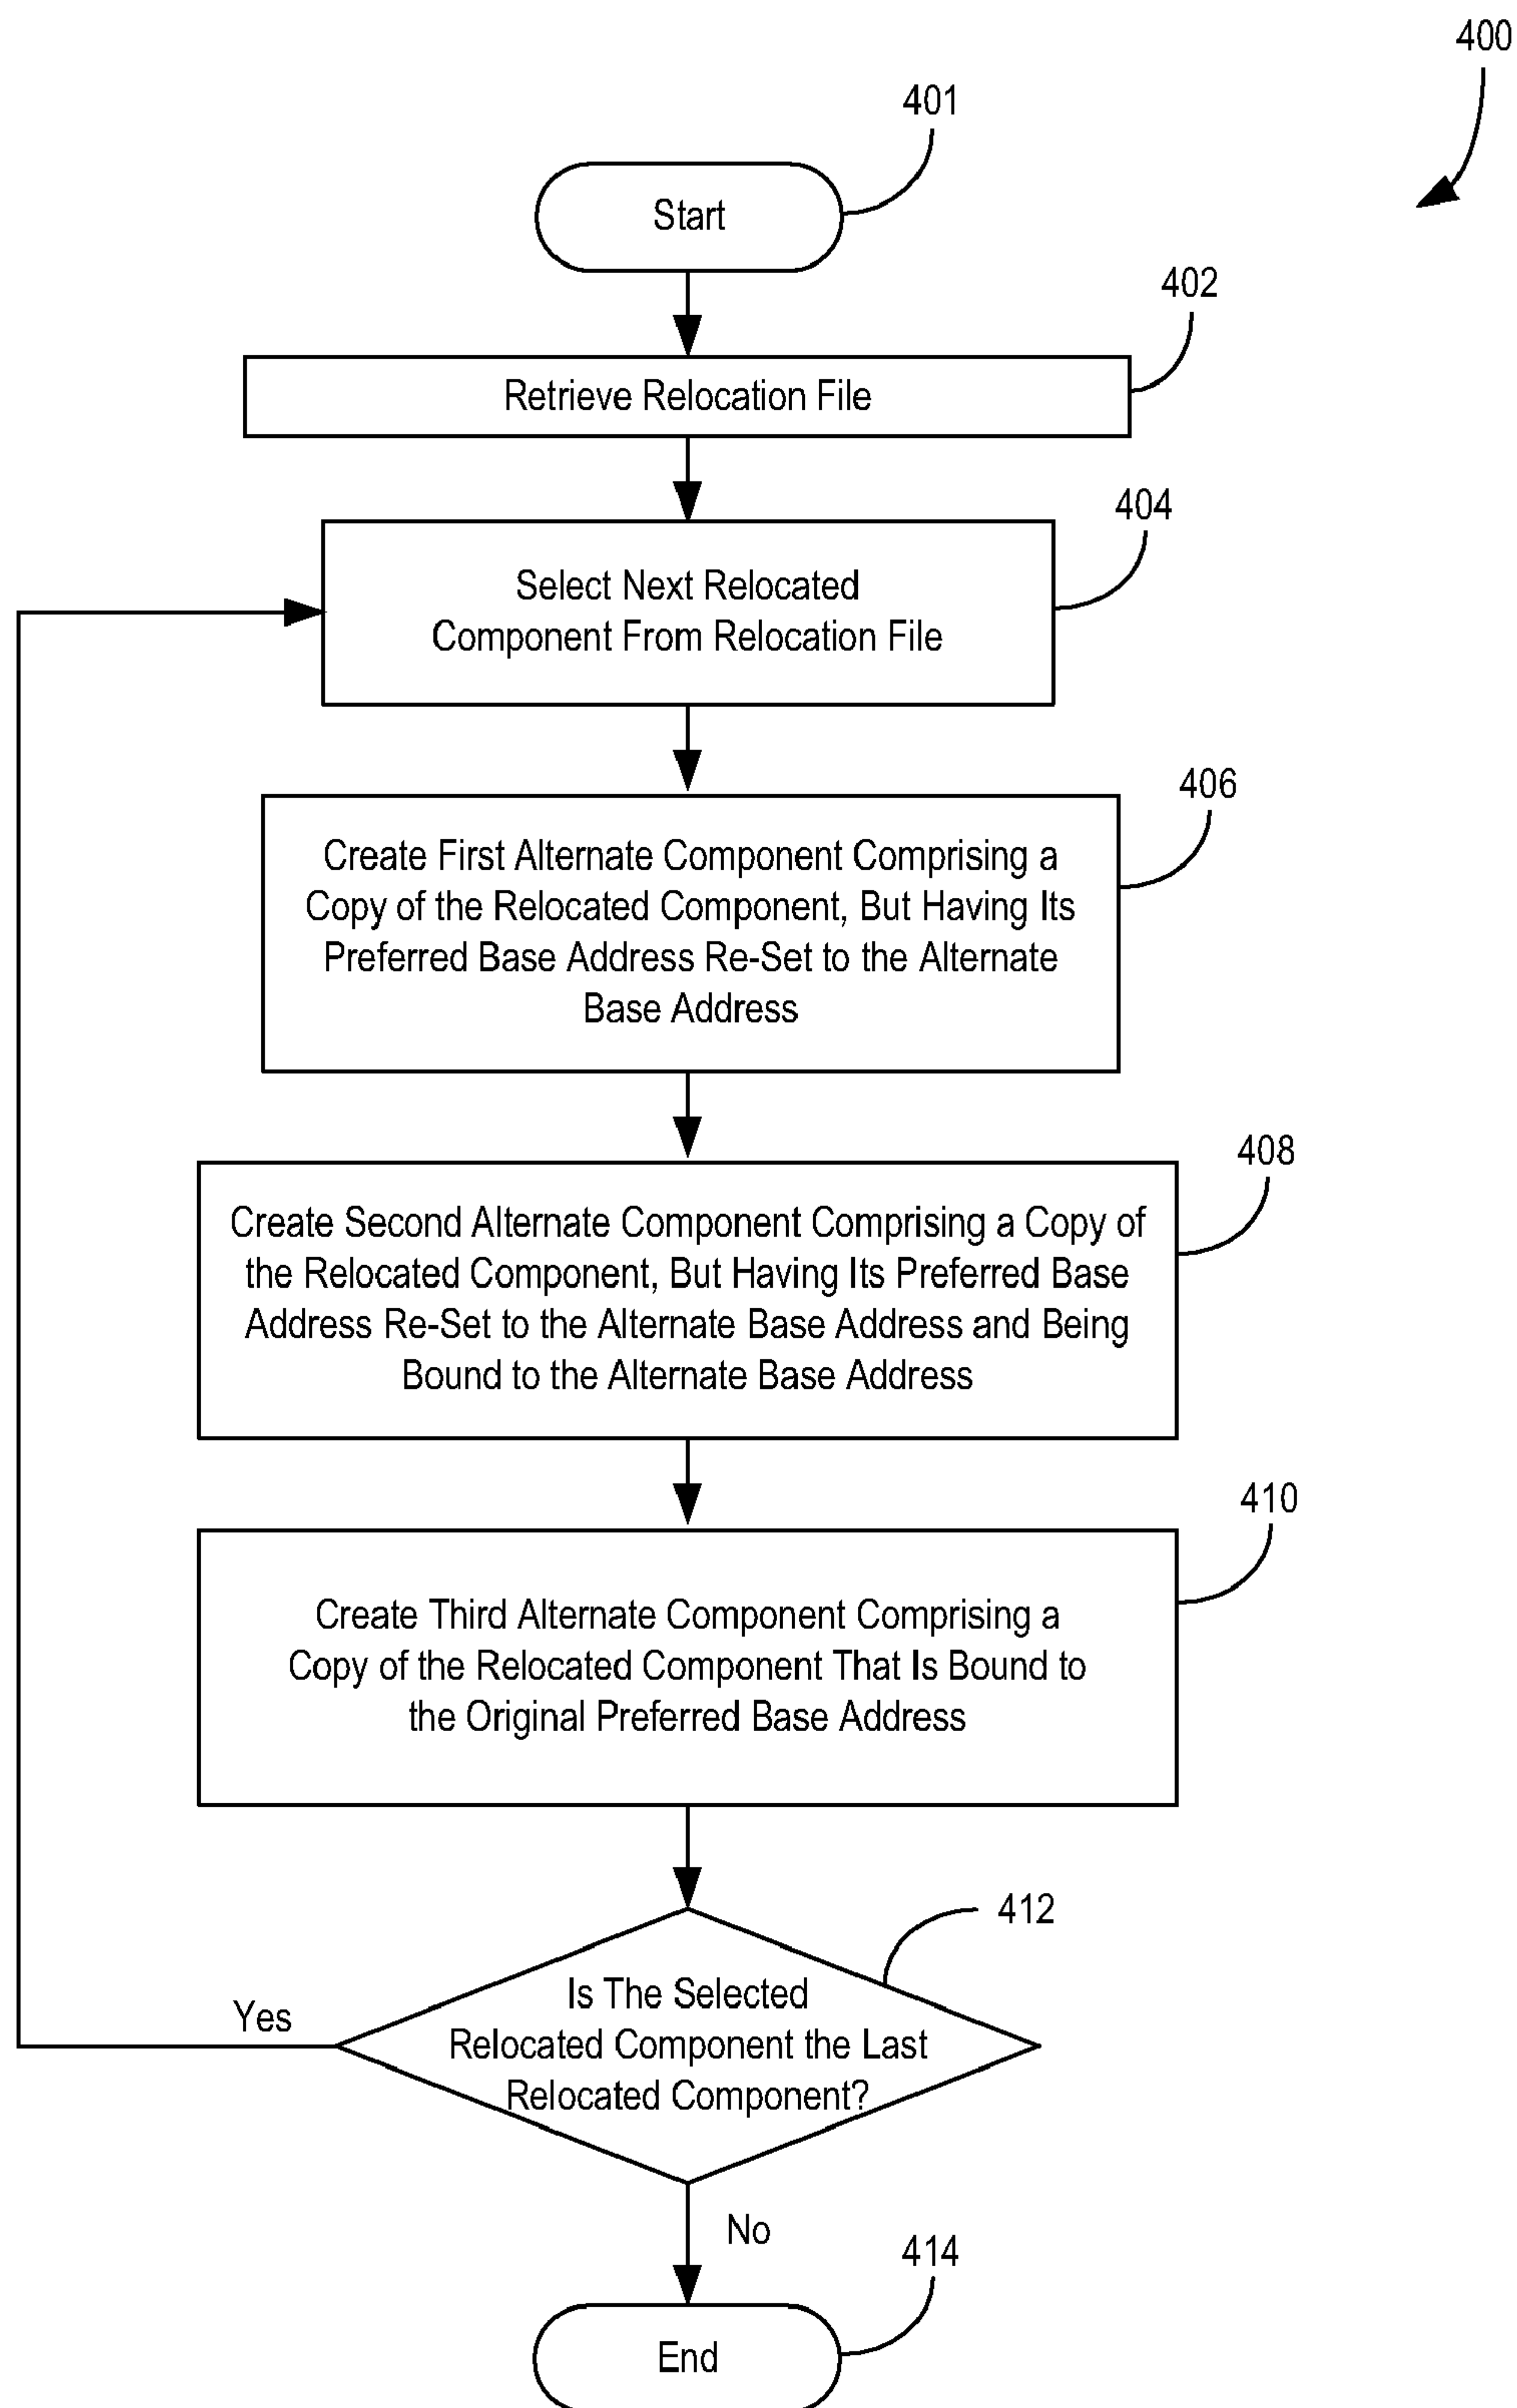 400
401
Start
402
Retrieve Relocation File
404
Select Next Relocated
Component From Relocation File
406
Create First Alternate Component Comprising a
Copy of the Relocated Component, But Having Its
Preferred Base Address Re-Set to the Alternate
Base Address
408
Create Second Alternate Component Comprising a Copy of
the Relocated Component, But Having Its Preferred Base
Address Re-Set to the Alternate Base Address and Being
Bound to the Alternate Base Address
410
Create Third Alternate Component Comprising a
Copy of the Relocated Component That Is Bound to
the Original Preferred Base Address
412
Is The Selected
Relocated Component the Last
Relocated Component?
Yes
No
414
End